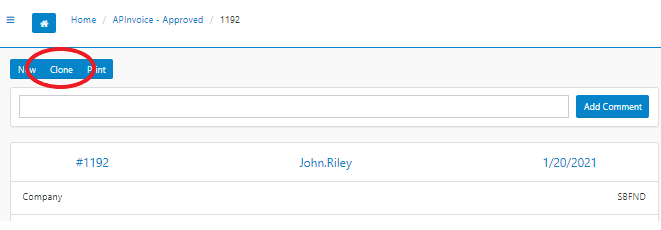 Home / APInvoice - Approved / 1192
New Clone Print
Add Comment
#1192 John.Riley 1/20/2021
Company SBFND